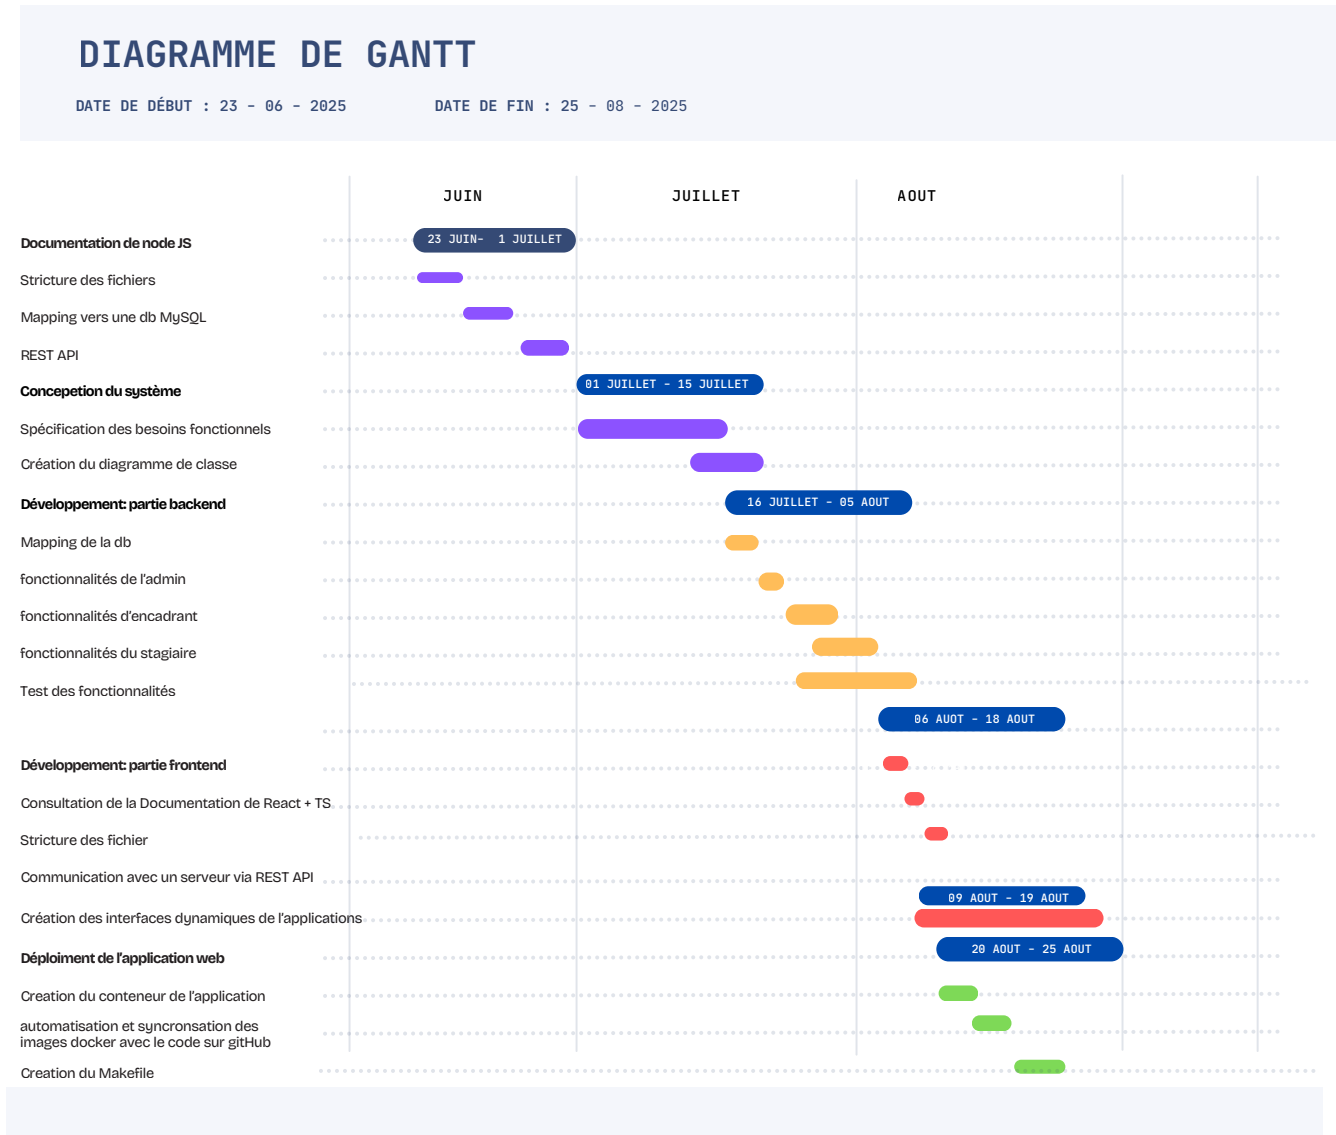 DIAGRAMME DE GANTT
DATE DE DÉBUT : 23 - 06 - 2025 DATE DE FIN : 25 - 08 - 2025
JUIN JUILLET AOUT
Documentation de node JS 23 JUIN- 1 JUILLET
Stricture des fichiers
Mapping vers une db MySQL
REST API
Concepetion du système 01 JUILLET - 15 JUILLET
Spécification des besoins fonctionnels
Création du diagramme de classe
Développement: partie backend 16 JUILLET - 05 AOUT
Mapping de la db
fonctionnalités de l'admin
fonctionnalités d'encadrant
fonctionnalités du stagiaire
Test des fonctionnalités
06 AUOT - 18 AOUT
Développement: partie frontend
Consultation de la Documentation de React + TS
Stricture des fichier
Communication avec un serveur via REST API
09 AOUT - 19 AOUT
Création des interfaces dynamiques de l'applications
Déploiment de l'application web 20 AOUT - 25 AOUT
Creation du conteneur de l'application
automatisation et syncronsation des
images docker avec le code sur gitHub
Creation du Makefile